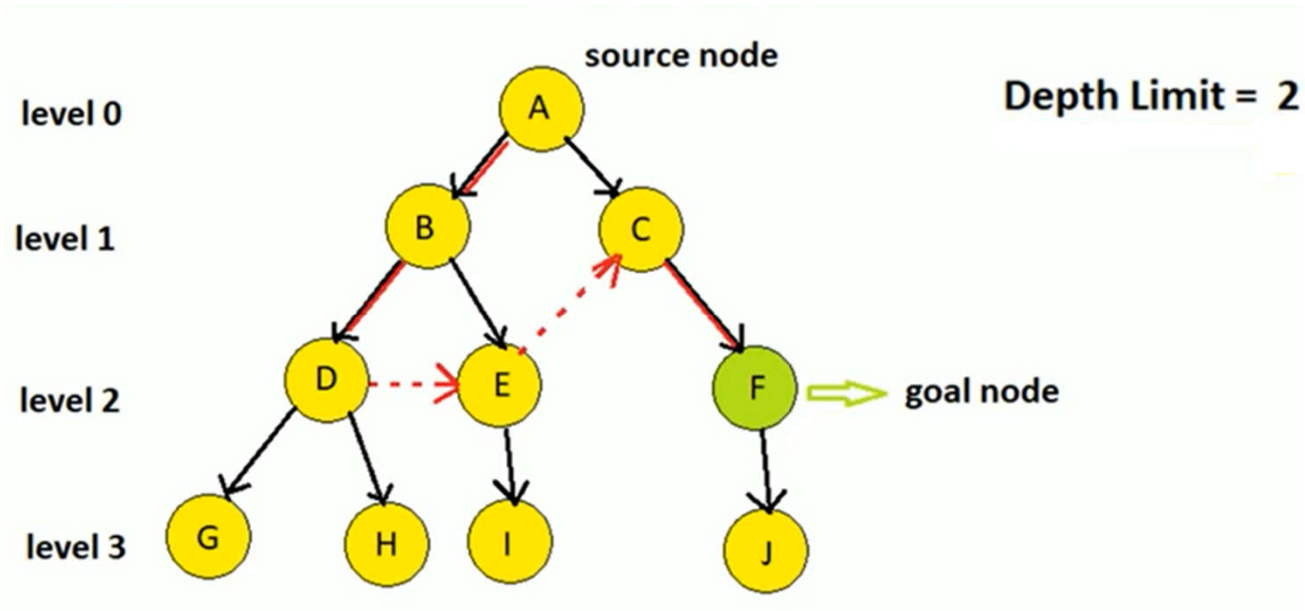 source node
Depth Limit = 2
level 0
A
level 1
B
C
level 2
D
E
F
goal node
level 3
G
H
I
J